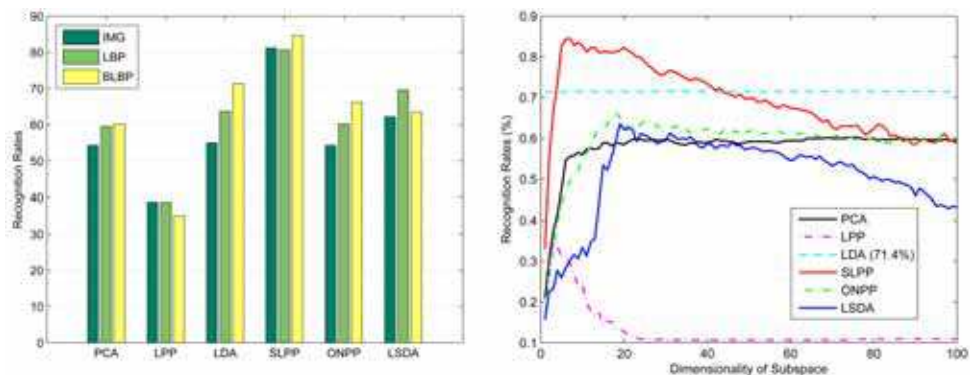 90
80
70
60
50
40
30
20
10
0
Recognition Rates
IMG
LBP
BLBP
PCA LPP LDA SLPP ONPP LSDA
0.9
0.8
0.7
0.6
0.5
0.4
0.3
0.2
0.1
Recognition Rates (%)
PCA
LPP
LDA (71.4%)
SLPP
ONPP
LSDA
0 20 40 60 80 100
Dimensionality of Subspace